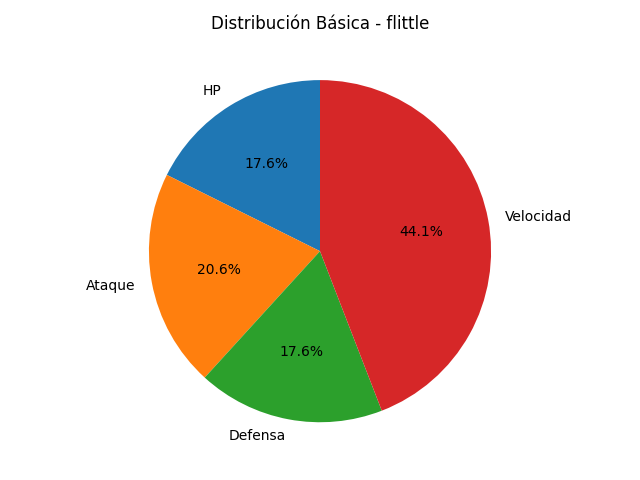 Distribución Básica - flittle
HP
17.6%
Velocidad
44.1%
20.6%
Ataque
17.6%
Defensa